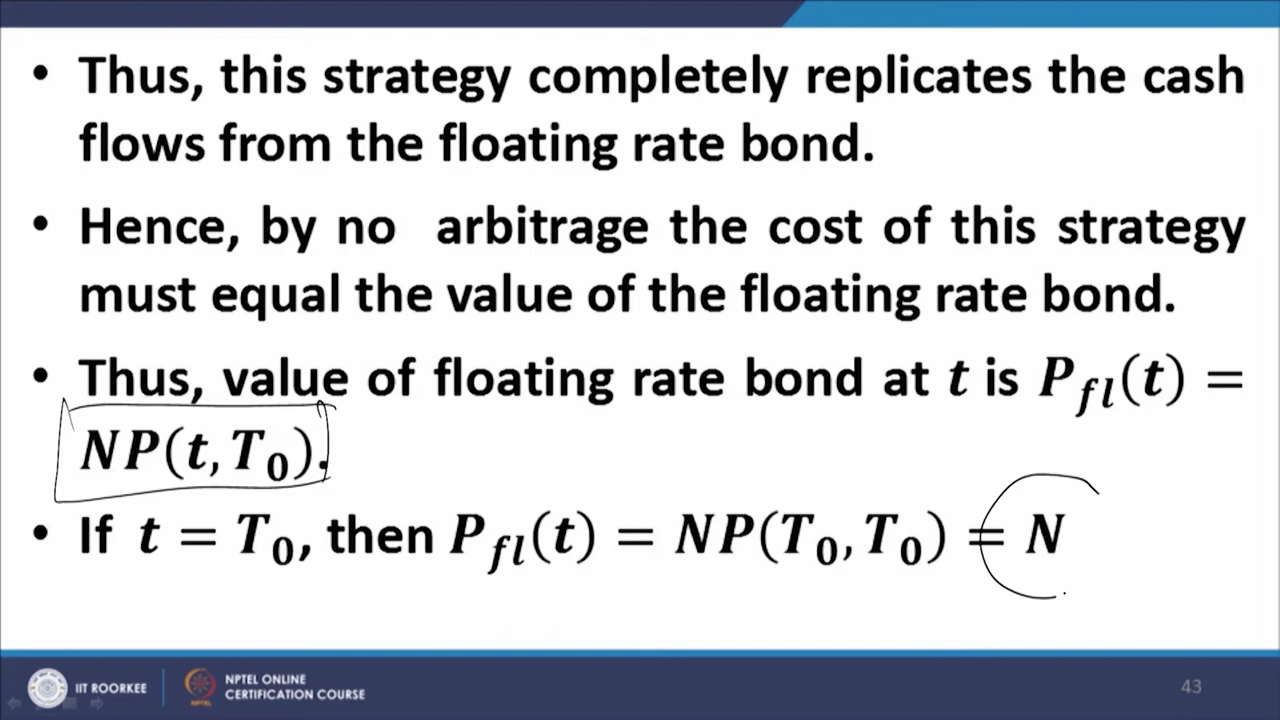 • Thus, this strategy completely replicates the cash
flows from the floating rate bond.
• Hence, by no arbitrage the cost of this strategy
must equal the value of the floating rate bond.
• Thus, value of floating rate bond at t is P_fl(t) =
NP(t, T₀).
• If t = T₀, then P_fl(t) = NP(T₀, T₀) = N
IIT ROORKEE
NPTEL
NPTEL ONLINE
CERTIFICATION COURSE
43